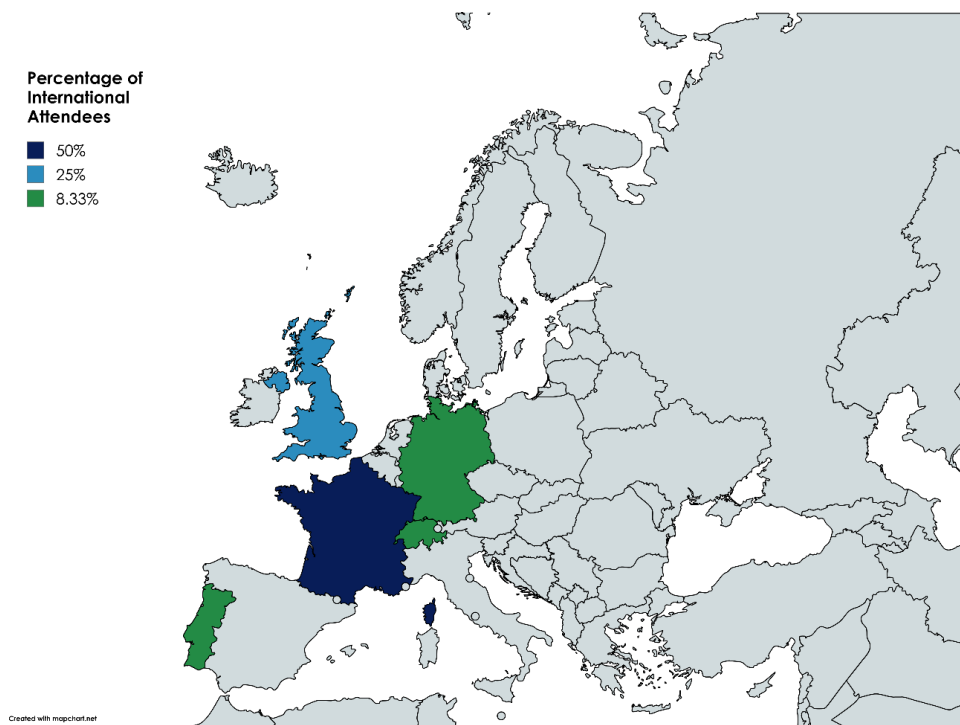 Percentage of
International
Attendees
50%
25%
8.33%
Created with mapchart.net